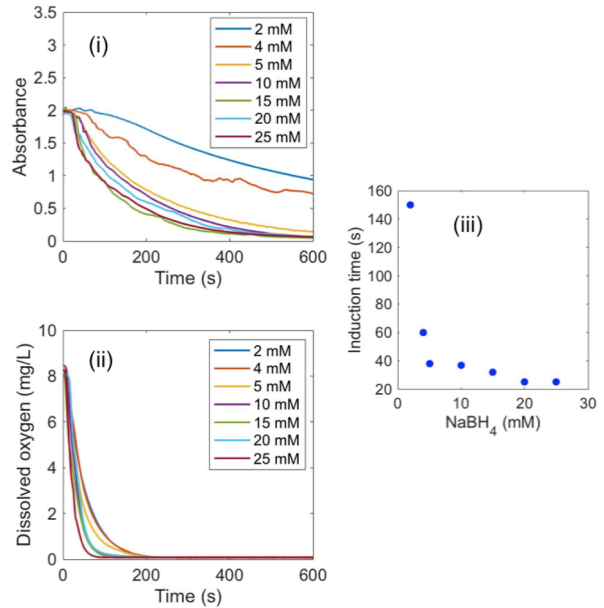 3.5
3
2.5
2
1.5
1
0.5
0
Absorbance
(i)
2 mM
4 mM
5 mM
10 mM
15 mM
20 mM
25 mM
0 200 400 600
Time (s)
10
8
6
4
2
0
Dissolved oxygen (mg/L)
(ii)
2 mM
4 mM
5 mM
10 mM
15 mM
20 mM
25 mM
0 200 400 600
Time (s)
160
140
120
100
80
60
40
20
Induction time (s)
(iii)
0 10 20 30
NaBH₄ (mM)